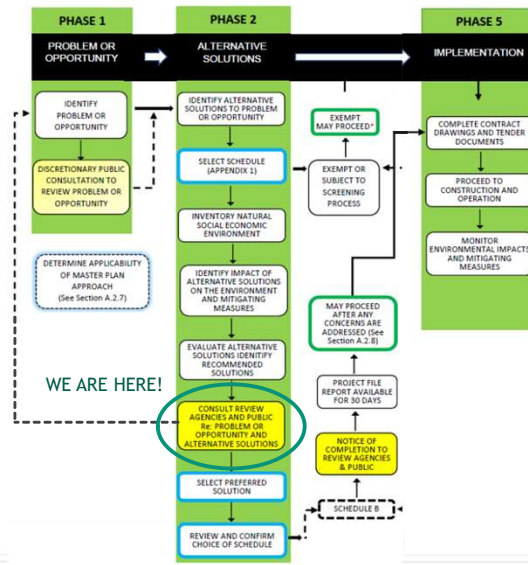 PHASE 1
PROBLEM OR
OPPORTUNITY
IDENTIFY
PROBLEM OR
OPPORTUNITY
DISCRETIONARY PUBLIC
CONSULTATION TO
REVIEW PROBLEM OR
OPPORTUNITY
DETERMINE APPLICABILITY
OF MASTER PLAN
APPROACH
(See Section A.2.7)
WE ARE HERE!
PHASE 2
ALTERNATIVE
SOLUTIONS
IDENTIFY ALTERNATIVE
SOLUTIONS TO PROBLEM
OR OPPORTUNITY
SELECT SCHEDULE
(APPENDIX 1)
INVENTORY NATURAL
SOCIAL ECONOMIC
ENVIRONMENT
IDENTIFY IMPACT OF
ALTERNATIVE SOLUTIONS
ON THE ENVIRONMENT
AND MITIGATING
MEASURES
EVALUATE ALTERNATIVE
SOLUTIONS IDENTIFY
RECOMMENDED
SOLUTIONS
CONSULT REVIEW
AGENCIES AND PUBLIC
Re: PROBLEM OR
OPPORTUNITY AND
ALTERNATIVE SOLUTIONS
SELECT PREFERRED
SOLUTION
REVIEW AND CONFIRM
CHOICE OF SCHEDULE
EXEMPT
MAY PROCEED*
EXEMPT OR
SUBJECT TO
SCREENING
PROCESS
MAY PROCEED
AFTER ANY
CONCERNS ARE
ADDRESSED (See
Section A.2.8)
PROJECT FILE
REPORT AVAILABLE
FOR 30 DAYS
NOTICE OF
COMPLETION TO
REVIEW AGENCIES
& PUBLIC
SCHEDULE B
PHASE 5
IMPLEMENTATION
COMPLETE CONTRACT
DRAWINGS AND TENDER
DOCUMENTS
PROCEED TO
CONSTRUCTION AND
OPERATION
MONITOR
ENVIRONMENTAL IMPACTS
AND MITIGATING
MEASURES